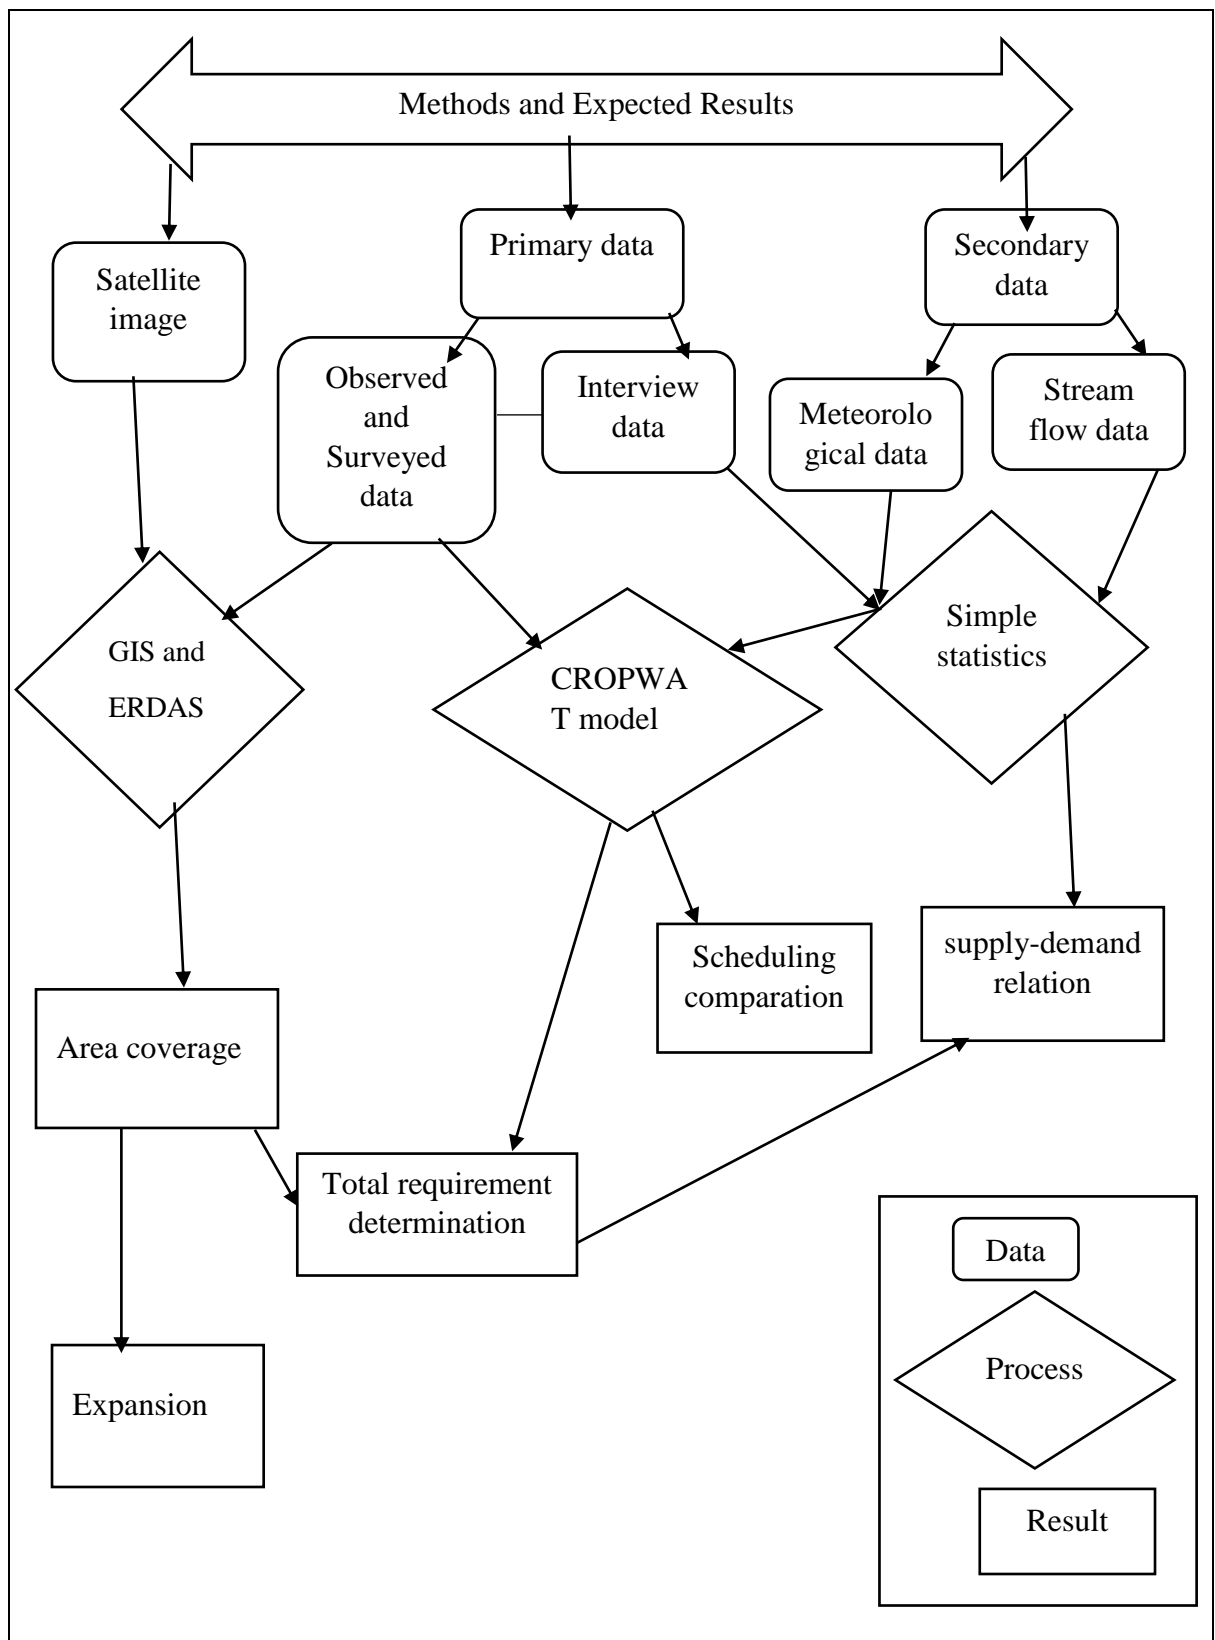 Methods and Expected Results
Satellite
image
Primary data
Secondary
data
Observed
and
Surveyed
data
Interview
data
Meteorolo
gical data
Stream
flow data
GIS and
ERDAS
CROPWA
T model
Simple
statistics
Area coverage
Scheduling
comparation
supply-demand
relation
Total requirement
determination
Expansion
Data
Process
Result